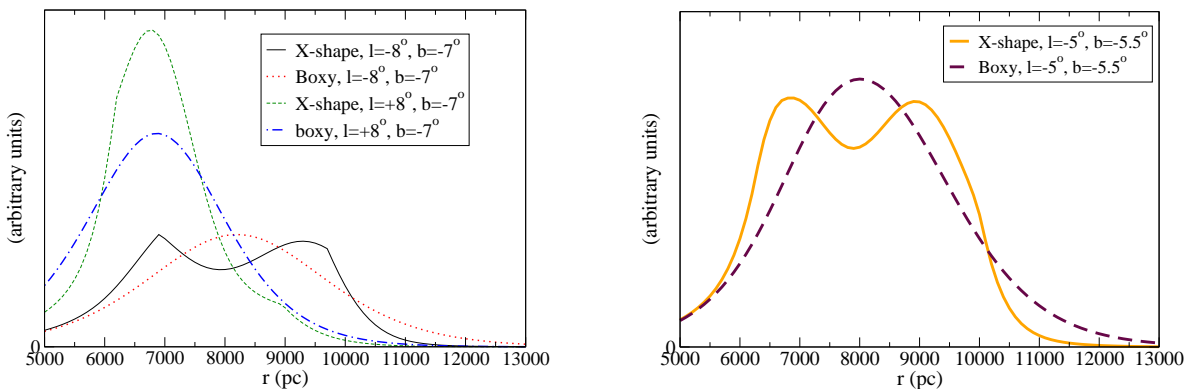 (arbitrary units)
X-shape, l=-8°, b=-7°
Boxy, l=-8°, b=-7°
X-shape, l=+8°, b=-7°
boxy, l=+8°, b=-7°
0
5000 6000 7000 8000 9000 10000 11000 12000 13000
r (pc)
(arbitrary units)
X-shape, l=-5°, b=-5.5°
Boxy, l=-5°, b=-5.5°
0
5000 6000 7000 8000 9000 10000 11000 12000 13000
r (pc)